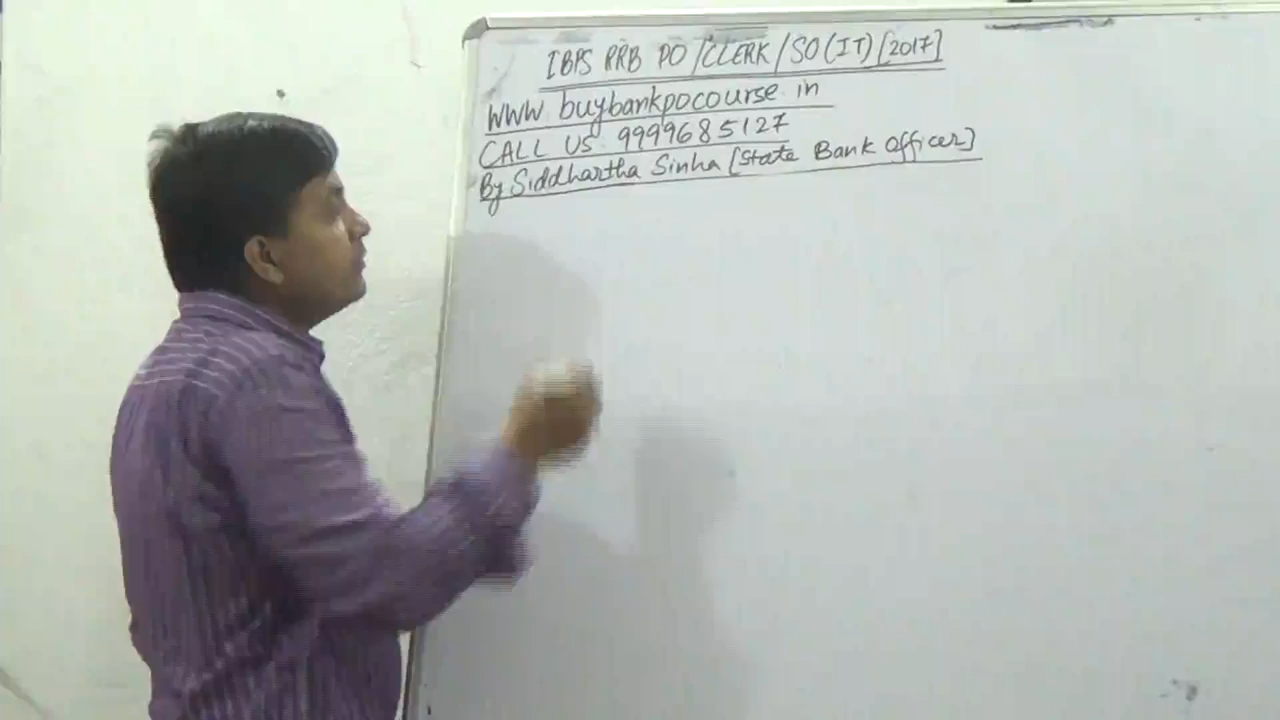 IBPS RRB PO/CLERK/SO(IT)[2017]
WWW buybankpocourse in
CALL US 9999685127
By Siddhartha Sinha [State Bank Officer]